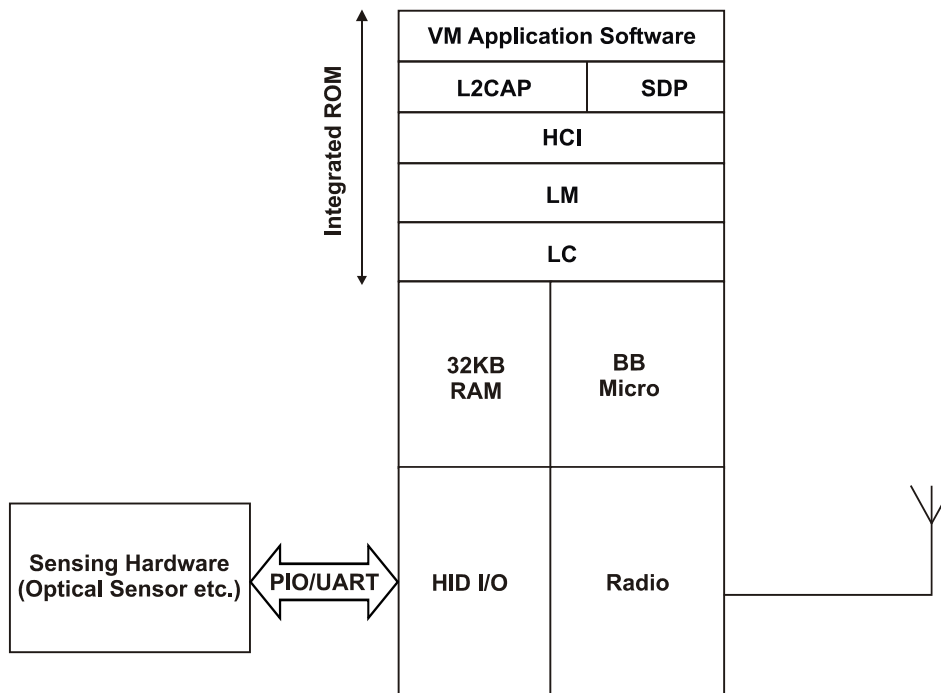 VM Application Software
L2CAP
SDP
HCI
LM
LC
Integrated ROM
32KB
RAM
BB
Micro
Sensing Hardware
(Optical Sensor etc.)
PIO/UART
HID I/O
Radio